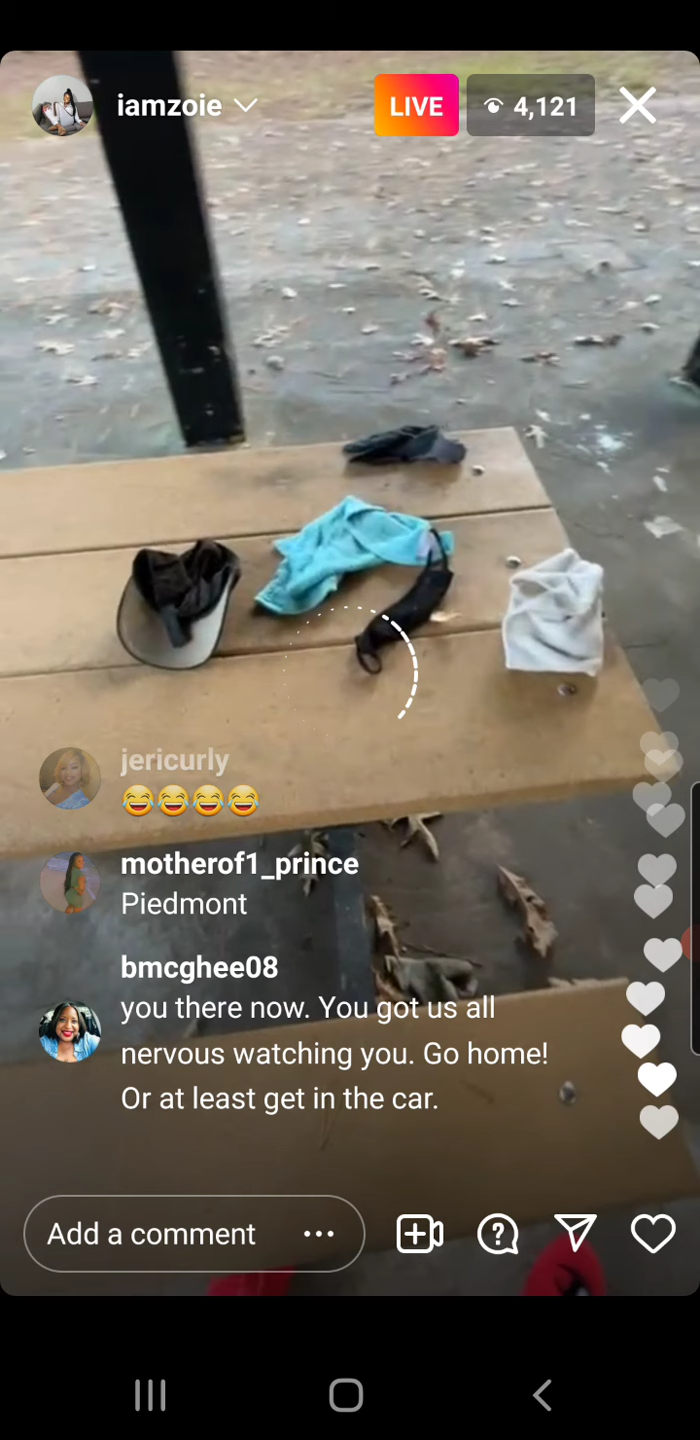 iamzoie
LIVE
4,121
jericurly
😂😂😂😂
motherof1_prince
Piedmont
bmcghee08
you there now. You got us all
nervous watching you. Go home!
Or at least get in the car.
Add a comment